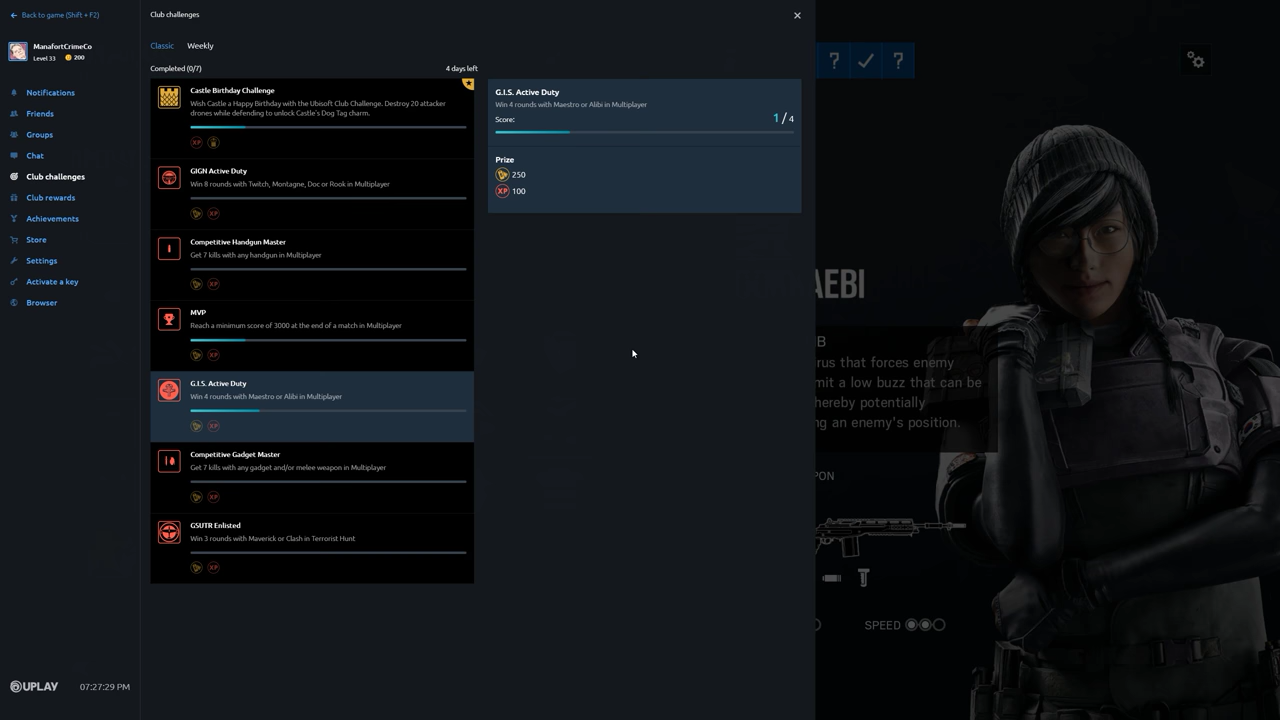 Back to game (Shift + F2)
ManafortCrimeCo
Level 33 200
Notifications
Friends
Groups
Chat
Club challenges
Club rewards
Achievements
Store
Settings
Activate a key
Browser
UPLAY 07:27:29 PM
Club challenges
Classic Weekly
Completed (0/7) 4 days left
Castle Birthday Challenge
Wish Castle a Happy Birthday with the Ubisoft Club Challenge. Destroy 20 attacker
drones while defending to unlock Castle's Dog Tag charm.
XP
GIGN Active Duty
Win 8 rounds with Twitch, Montagne, Doc or Rook in Multiplayer
XP
Competitive Handgun Master
Get 7 kills with any handgun in Multiplayer
XP
MVP
Reach a minimum score of 3000 at the end of a match in Multiplayer
XP
G.I.S. Active Duty
Win 4 rounds with Maestro or Alibi in Multiplayer
XP
Competitive Gadget Master
Get 7 kills with any gadget and/or melee weapon in Multiplayer
XP
GSUTR Enlisted
Win 3 rounds with Maverick or Clash in Terrorist Hunt
XP
G.I.S. Active Duty
Win 4 rounds with Maestro or Alibi in Multiplayer
Score: 1 / 4
Prize
250
XP 100
? ?
AEBI
B
rus that forces enemy
mit a low buzz that can be
hereby potentially
ng an enemy's position.
PON
SPEED